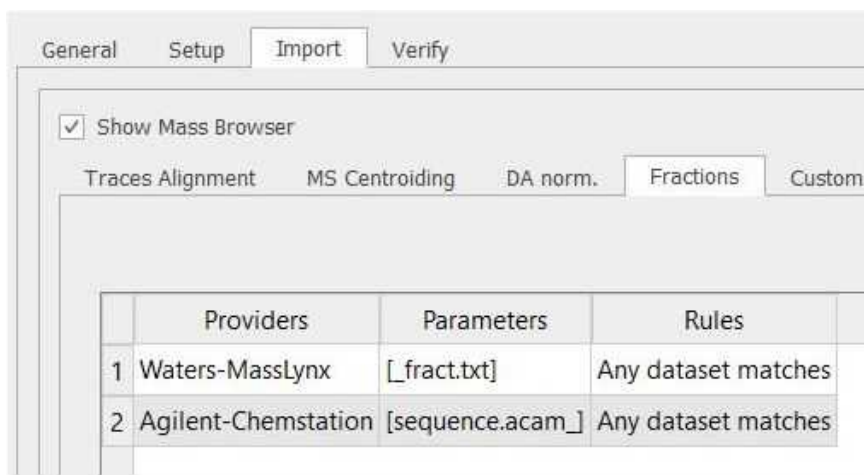 General Setup Import Verify
Show Mass Browser
Traces Alignment MS Centroiding DA norm. Fractions Custom
Providers Parameters Rules
1 Waters-MassLynx [_fract.txt] Any dataset matches
2 Agilent-Chemstation [sequence.acam_] Any dataset matches